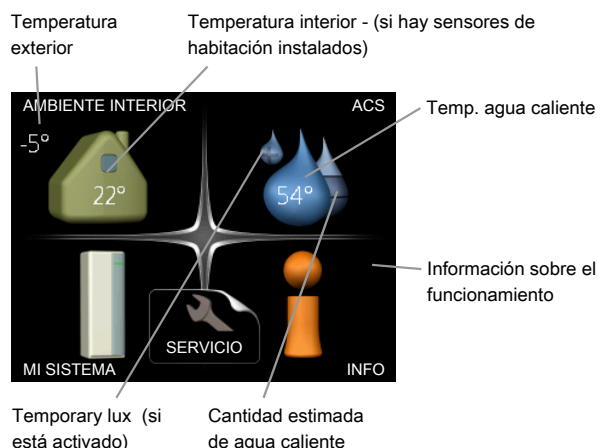 Temperatura
exterior
Temperatura interior - (si hay sensores de
habitación instalados)
AMBIENTE INTERIOR
ACS
-5°
22°
54°
Temp. agua caliente
Información sobre el
funcionamiento
SERVICIO
MI SISTEMA
INFO
Temporary lux (si
está activado)
Cantidad estimada
de agua caliente